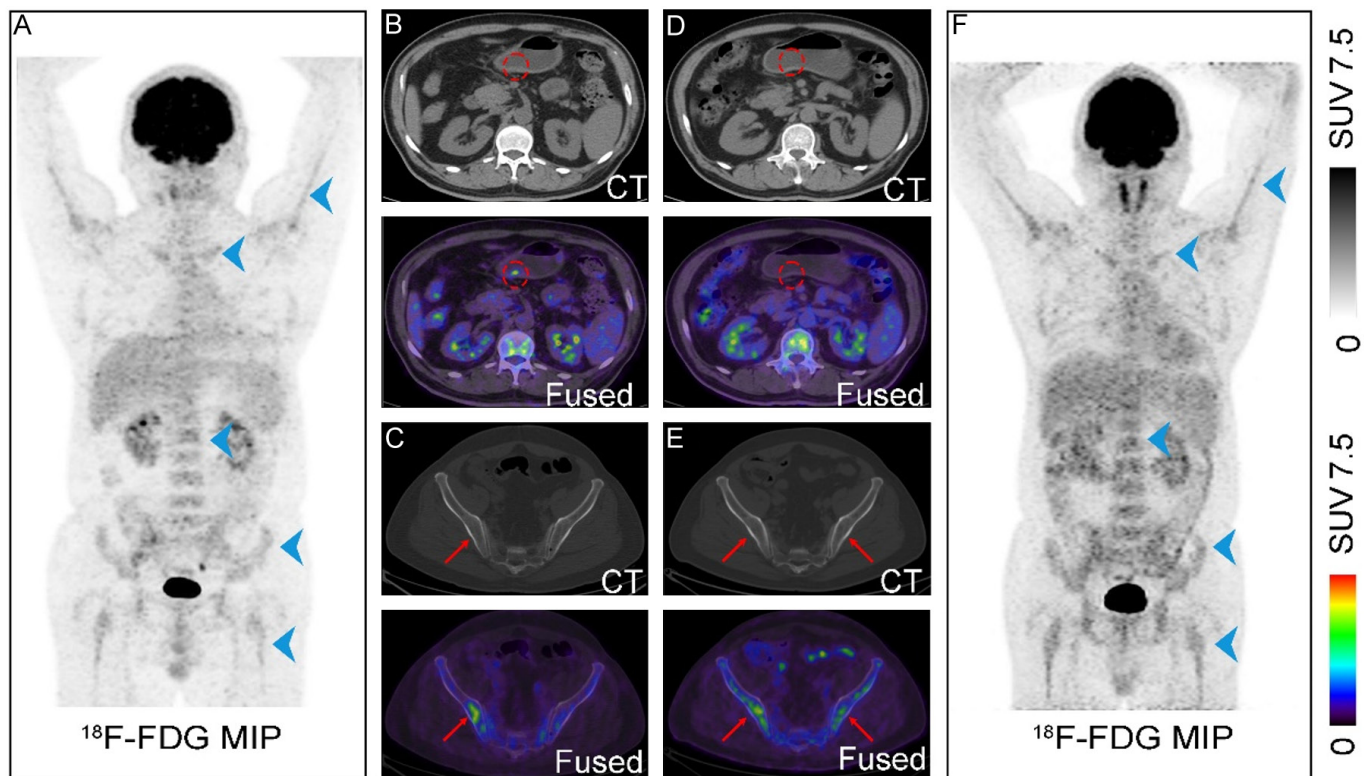 A
¹⁸F-FDG MIP
B
CT
Fused
C
CT
Fused
D
CT
Fused
E
CT
Fused
F
¹⁸F-FDG MIP
SUV 7.5
0
SUV 7.5
0